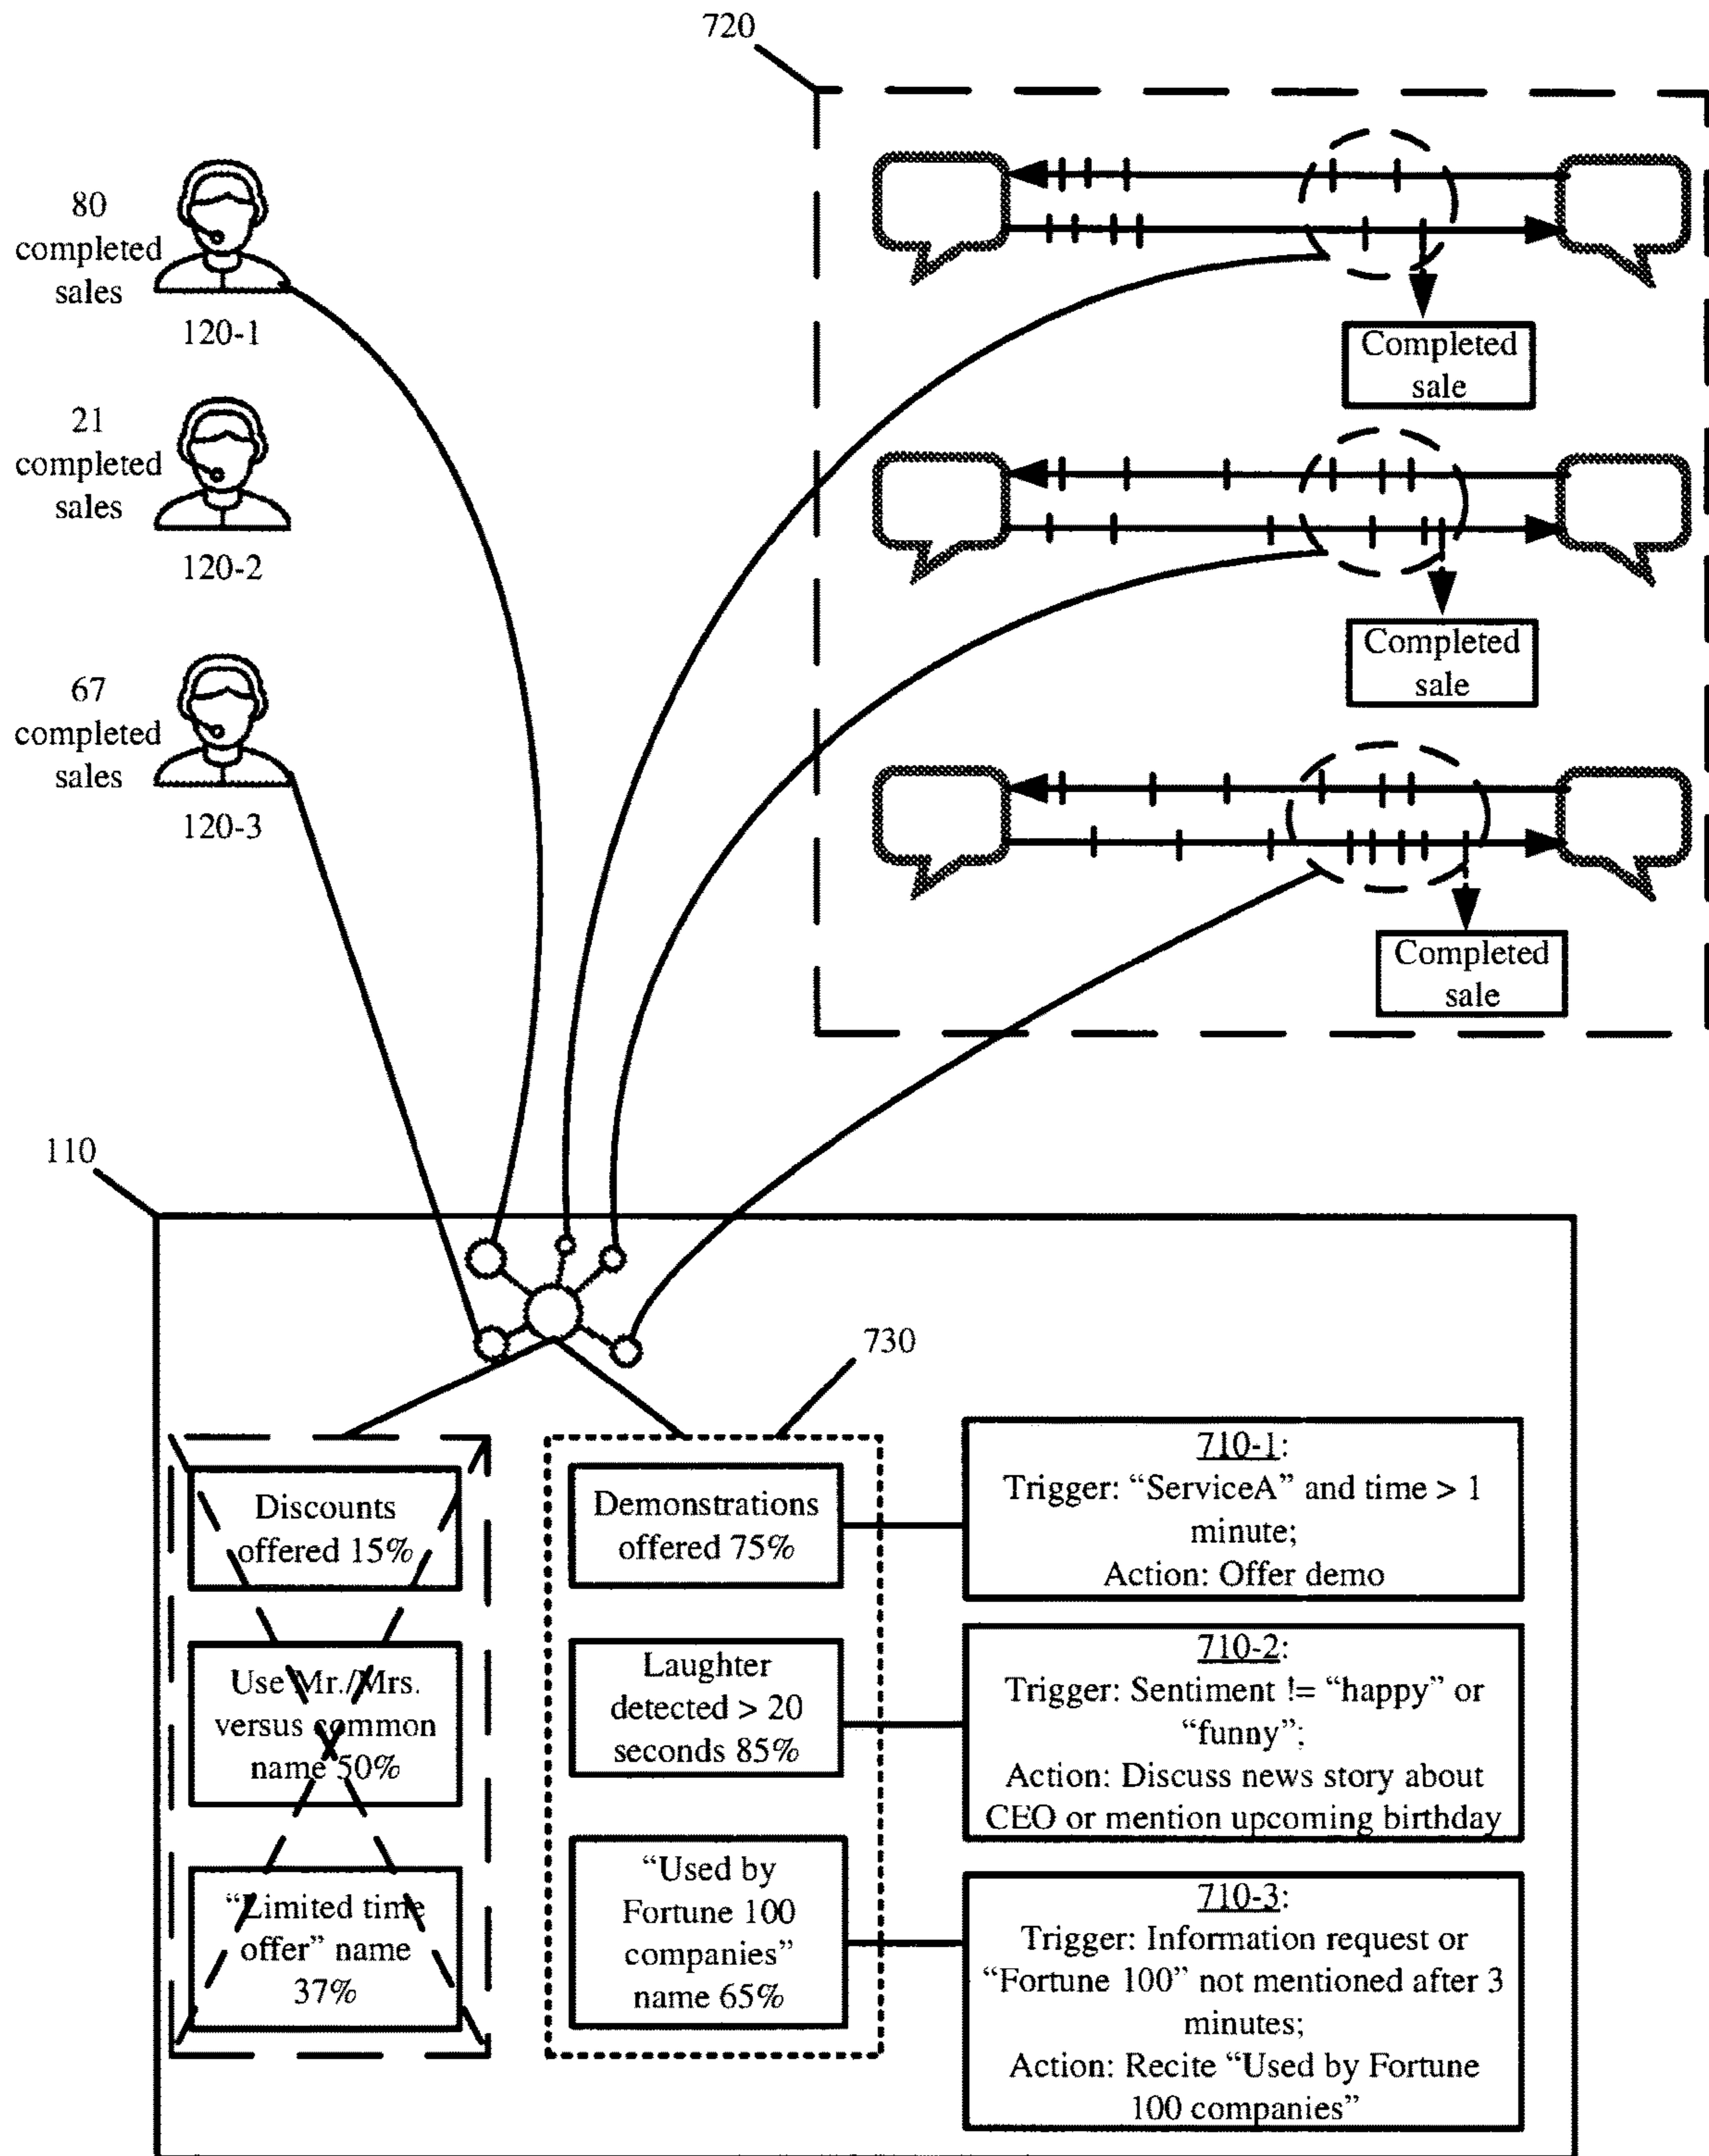 720
80
completed
sales
120-1
21
completed
sales
120-2
67
completed
sales
120-3
Completed
sale
Completed
sale
Completed
sale
110
730
Discounts
offered 15%
Use Mr./Mrs.
versus common
name 50%
“Limited time
offer” name
37%
Demonstrations
offered 75%
Laughter
detected > 20
seconds 85%
“Used by
Fortune 100
companies”
name 65%
710-1:
Trigger: “ServiceA” and time > 1
minute;
Action: Offer demo
710-2:
Trigger: Sentiment != “happy” or
“funny”;
Action: Discuss news story about
CEO or mention upcoming birthday
710-3:
Trigger: Information request or
“Fortune 100” not mentioned after 3
minutes;
Action: Recite “Used by Fortune
100 companies”